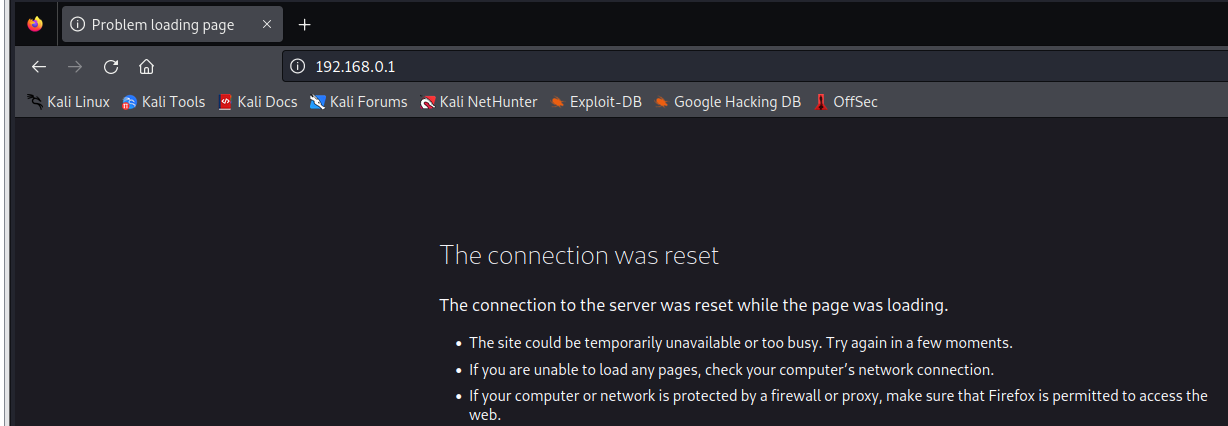 Problem loading page
192.168.0.1
Kali Linux Kali Tools Kali Docs Kali Forums Kali NetHunter Exploit-DB Google Hacking DB OffSec
The connection was reset
The connection to the server was reset while the page was loading.
• The site could be temporarily unavailable or too busy. Try again in a few moments.
• If you are unable to load any pages, check your computer’s network connection.
• If your computer or network is protected by a firewall or proxy, make sure that Firefox is permitted to access the
web.